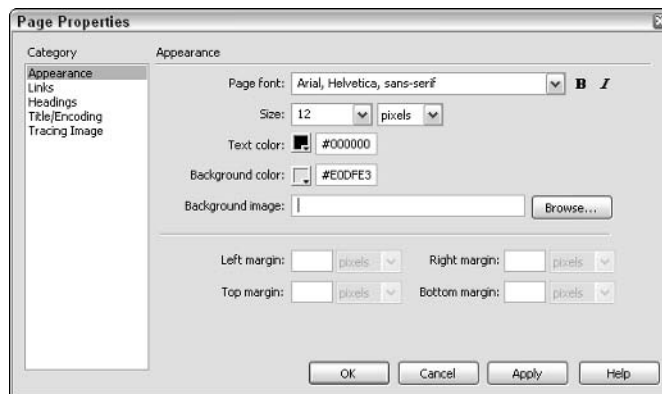 Page Properties
Category
Appearance
Links
Headings
Title/Encoding
Tracing Image
Appearance
Page font: Arial, Helvetica, sans-serif B I
Size: 12 pixels
Text color: #000000
Background color: #E0DFE3
Background image: Browse...
Left margin: pixels Right margin: pixels
Top margin: pixels Bottom margin: pixels
OK Cancel Apply Help